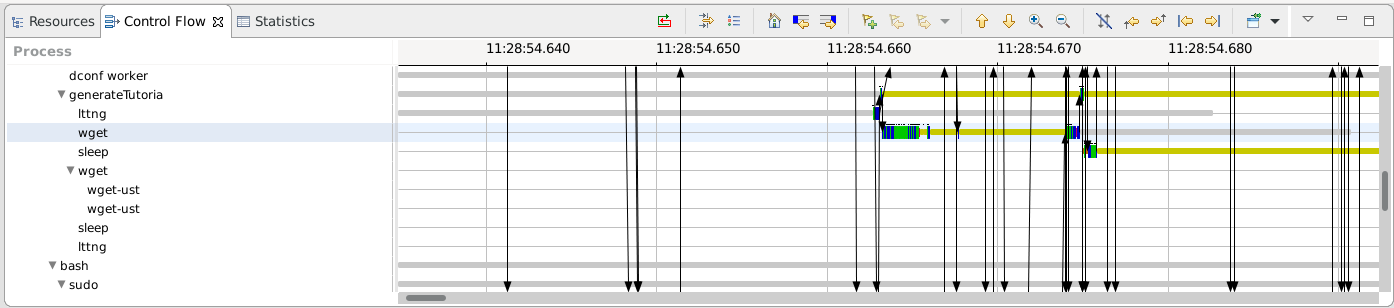 Resources Control Flow Statistics
Process
11:28:54.640 11:28:54.650 11:28:54.660 11:28:54.670 11:28:54.680
dconf worker
generateTutoria
lttng
wget
sleep
wget
wget-ust
wget-ust
sleep
lttng
bash
sudo